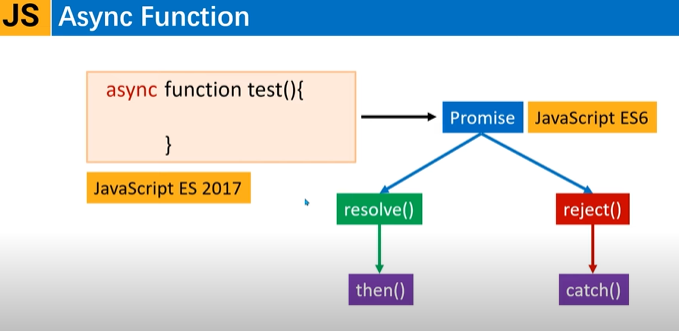 JS Async Function
async function test(){
}
JavaScript ES 2017
Promise
JavaScript ES6
resolve()
reject()
then()
catch()